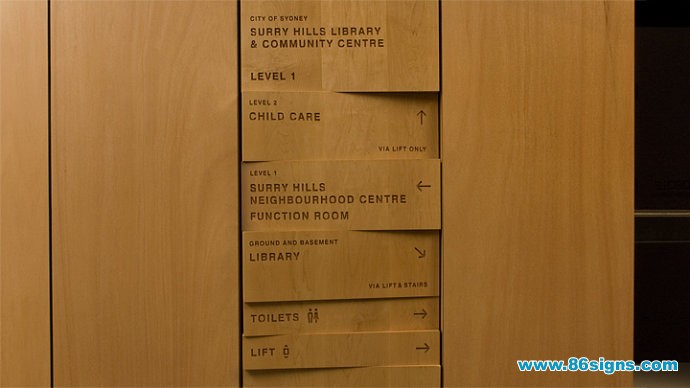 CITY OF SYDNEY
SURRY HILLS LIBRARY
& COMMUNITY CENTRE
LEVEL 1
LEVEL 2
CHILD CARE
VIA LIFT ONLY
LEVEL 1
SURRY HILLS
NEIGHBOURHOOD CENTRE
FUNCTION ROOM
GROUND AND BASEMENT
LIBRARY
VIA LIFT & STAIRS
TOILETS
LIFT
www.86signs.com